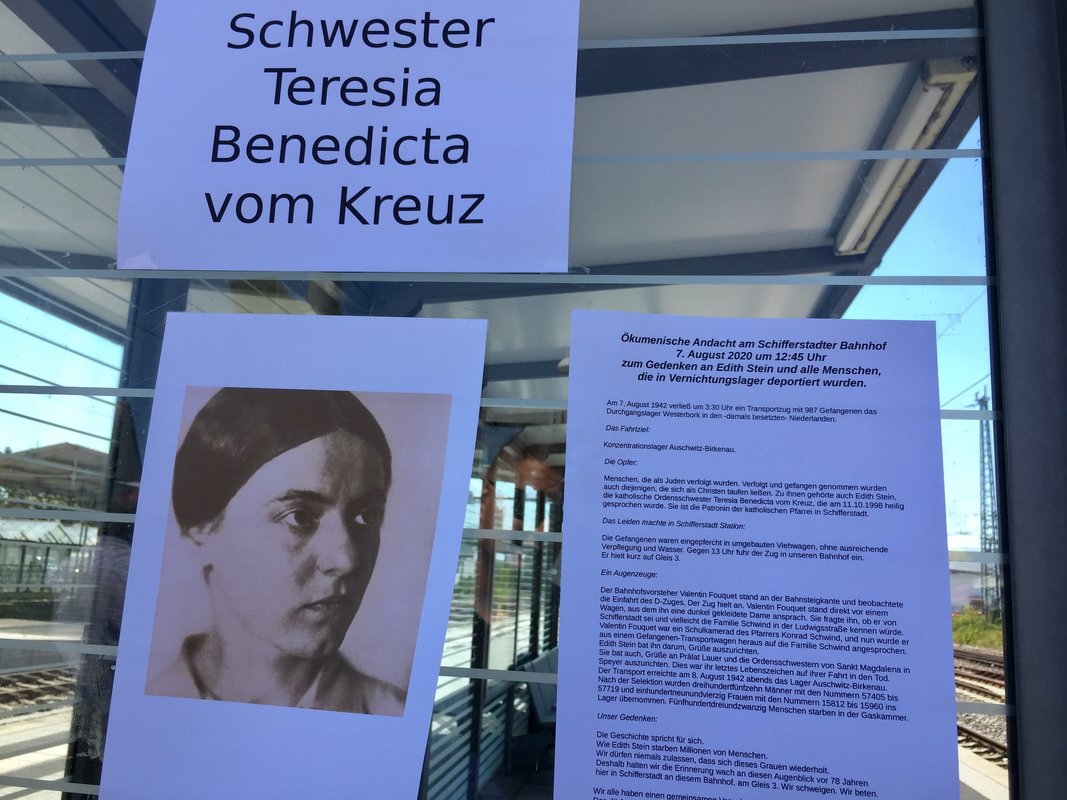 Schwester
Teresia
Benedicta
vom Kreuz
Ökumenische Andacht am Schifferstadter Bahnhof
7. August 2020 um 12:45 Uhr
zum Gedenken an Edith Stein und alle Menschen,
die in Vernichtungslager deportiert wurden.
Am 7. August 1942 verließ um 3:30 Uhr ein Transportzug mit 987 Gefangenen das
Durchgangslager Westerbork in den -damals besetzten- Niederlanden.
Das Fahrtziel:
Konzentrationslager Auschwitz-Birkenau.
Die Opfer:
Menschen, die als Juden verfolgt wurden. Verfolgt und gefangen genommen wurden
auch diejenigen, die sich als Christen taufen ließen. Zu ihnen gehörte auch Edith Stein,
die katholische Ordensschwester Teresia Benedicta vom Kreuz, die am 11.10.1998 heilig
gesprochen wurde. Sie ist die Patronin der katholischen Pfarrei in Schifferstadt.
Das Leiden machte in Schifferstadt Station:
Die Gefangenen waren eingepfercht in umgebauten Viehwagen, ohne ausreichende
Verpflegung und Wasser. Gegen 13 Uhr fuhr der Zug in unseren Bahnhof ein.
Er hielt kurz auf Gleis 3.
Ein Augenzeuge:
Der Bahnhofsvorsteher Valentin Fouquet stand an der Bahnsteigkante und beobachtete
die Einfahrt des D-Zuges. Der Zug hielt an. Valentin Fouquet stand direkt vor einem
Wagen, aus dem ihn eine dunkel gekleidete Dame ansprach. Sie fragte ihn, ob er von
Schifferstadt sei und vielleicht die Familie Schwind in der Ludwigsstraße kennen würde.
Valentin Fouquet war ein Schulkamerad des Pfarrers Konrad Schwind, und nun wurde er
aus einem Gefangenen-Transportwagen heraus auf die Familie Schwind angesprochen.
Edith Stein bat ihn darum, Grüße auszurichten.
Sie bat auch, Grüße an Prälat Lauer und die Ordensschwestern von Sankt Magdalena in
Speyer auszurichten. Dies war ihr letztes Lebenszeichen auf ihrer Fahrt in den Tod.
Der Transport erreichte am 8. August 1942 abends das Lager Auschwitz-Birkenau.
Nach der Selektion wurden dreihundertfünfzehn Männer mit den Nummern 57405 bis
57719 und einhundertneunundvierzig Frauen mit den Nummern 15812 bis 15960 ins
Lager übernommen. Fünfhundertdreiundzwanzig Menschen starben in der Gaskammer.
Unser Gedenken:
Die Geschichte spricht für sich.
Wie Edith Stein starben Millionen von Menschen.
Wir dürfen niemals zulassen, dass sich dieses Grauen wiederholt.
Deshalb halten wir die Erinnerung wach an diesen Augenblick vor 78 Jahren
hier in Schifferstadt an diesem Bahnhof, am Gleis 3. Wir schweigen. Wir beten.
Wir alle haben einen gemeinsamen